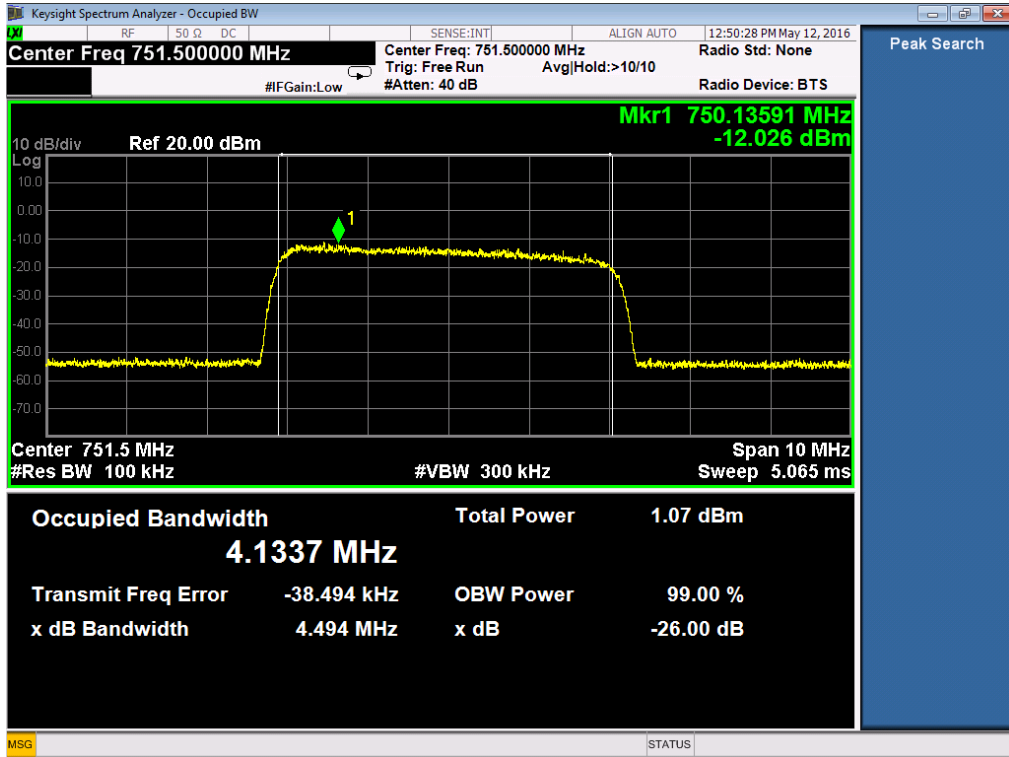 Keysight Spectrum Analyzer - Occupied BW
LXI RF 50 Ω DC SENSE:INT ALIGN AUTO 12:50:28 PM May 12, 2016
Center Freq 751.500000 MHz
Center Freq: 751.500000 MHz Radio Std: None
Trig: Free Run Avg|Hold:>10/10
#IFGain:Low #Atten: 40 dB Radio Device: BTS
Peak Search
Mkr1 750.13591 MHz
-12.026 dBm
10 dB/div Ref 20.00 dBm
Log
10.0
0.00
-10.0
-20.0
-30.0
-40.0
-50.0
-60.0
-70.0
1
Center 751.5 MHz Span 10 MHz
#Res BW 100 kHz #VBW 300 kHz Sweep 5.065 ms
Occupied Bandwidth Total Power 1.07 dBm
4.1337 MHz
Transmit Freq Error -38.494 kHz OBW Power 99.00 %
x dB Bandwidth 4.494 MHz x dB -26.00 dB
MSG STATUS